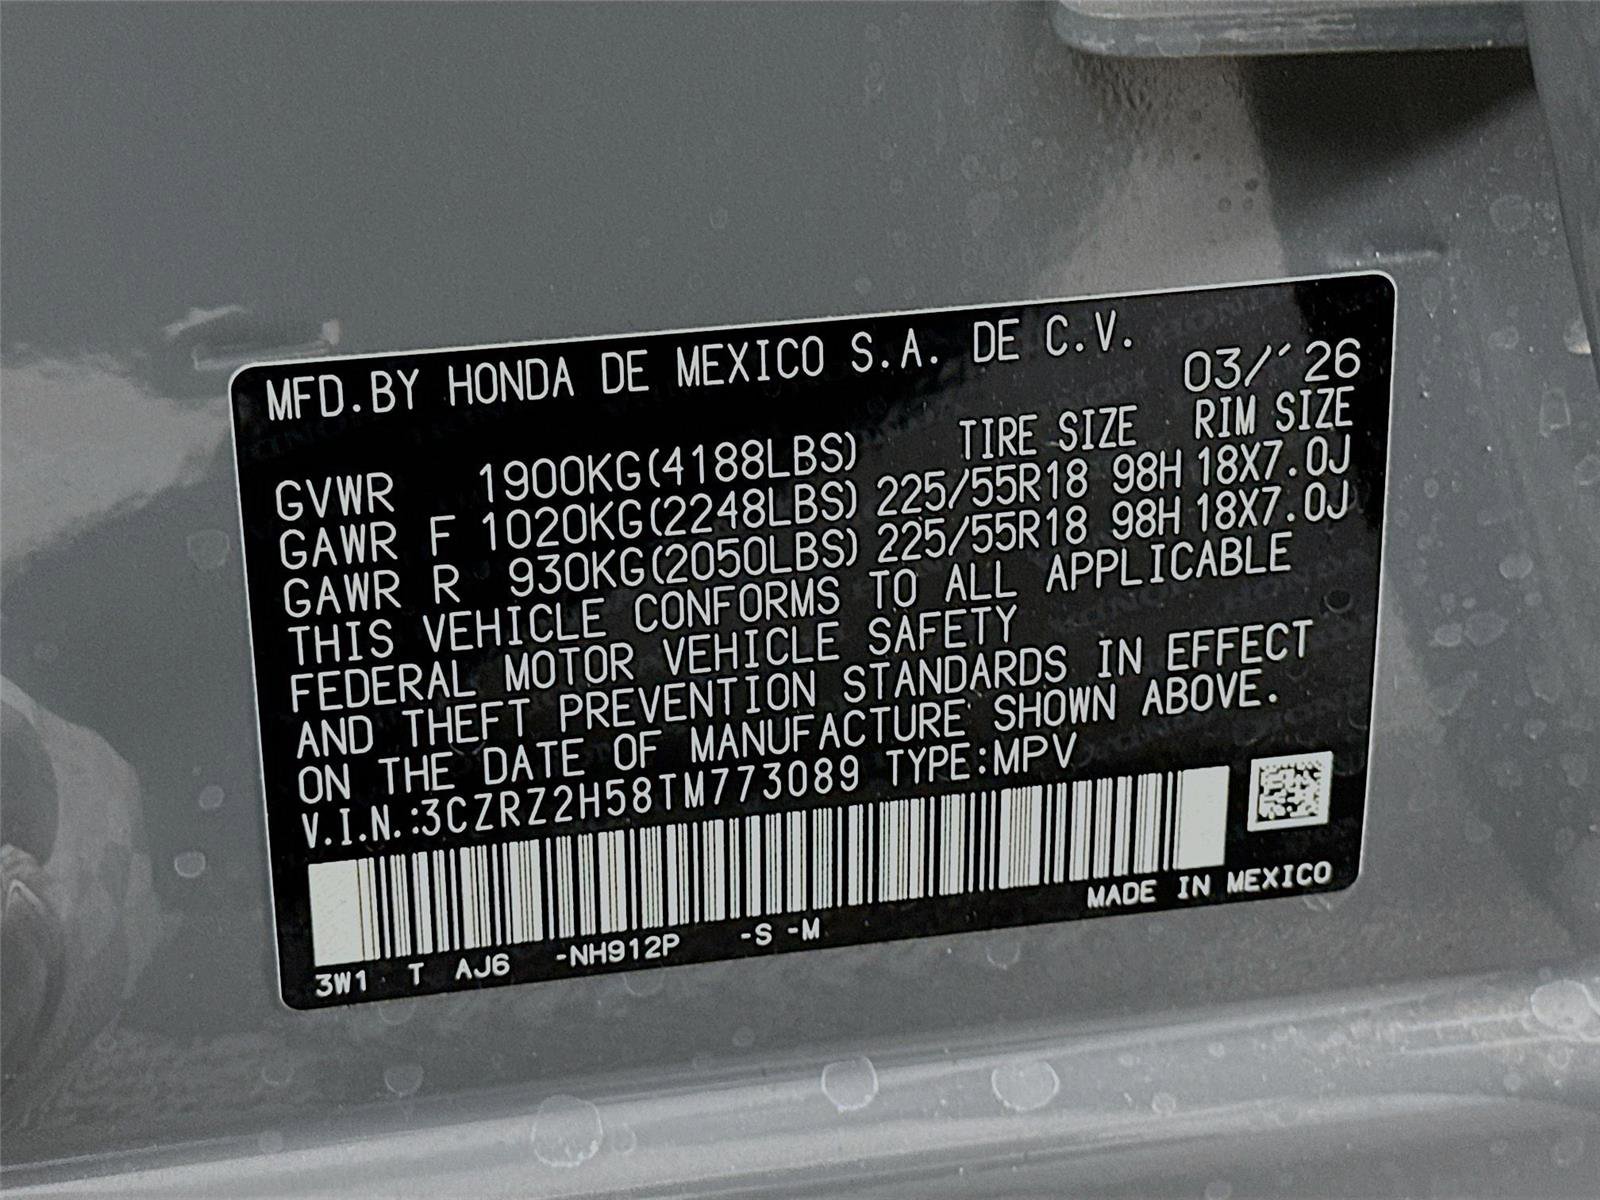 MFD.BY HONDA DE MEXICO S.A. DE C.V.
03/'26
TIRE SIZE RIM SIZE
GVWR 1900KG(4188LBS)
GAWR F 1020KG(2248LBS) 225/55R18 98H 18X7.0J
GAWR R 930KG(2050LBS) 225/55R18 98H 18X7.0J
THIS VEHICLE CONFORMS TO ALL APPLICABLE
FEDERAL MOTOR VEHICLE SAFETY
AND THEFT PREVENTION STANDARDS IN EFFECT
ON THE DATE OF MANUFACTURE SHOWN ABOVE.
V.I.N.:3CZRZ2H58TM773089 TYPE:MPV
MADE IN MEXICO
3W1 T AJ6 -NH912P -S -M